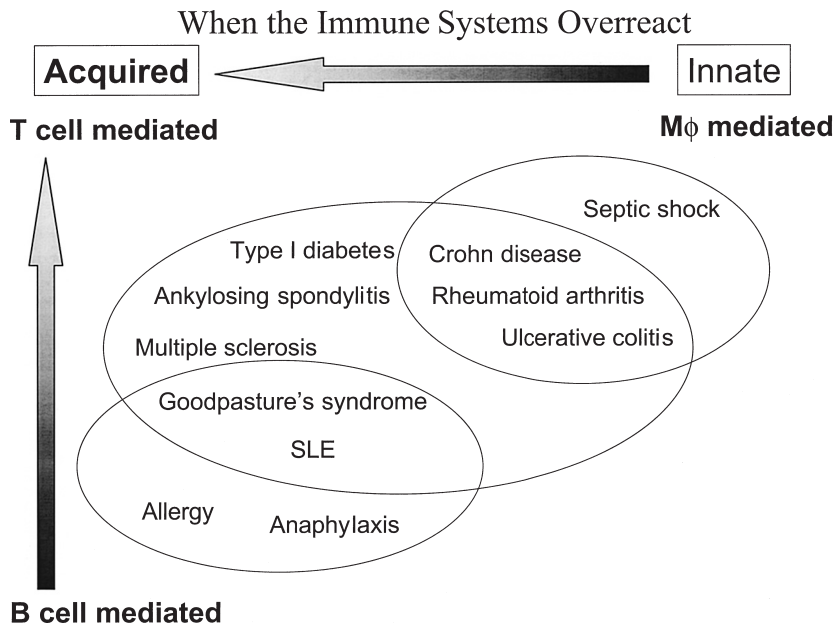 When the Immune Systems Overreact
Acquired
Innate
T cell mediated
Mϕ mediated
Septic shock
Type I diabetes
Crohn disease
Ankylosing spondylitis
Rheumatoid arthritis
Ulcerative colitis
Multiple sclerosis
Goodpasture's syndrome
SLE
Allergy
Anaphylaxis
B cell mediated